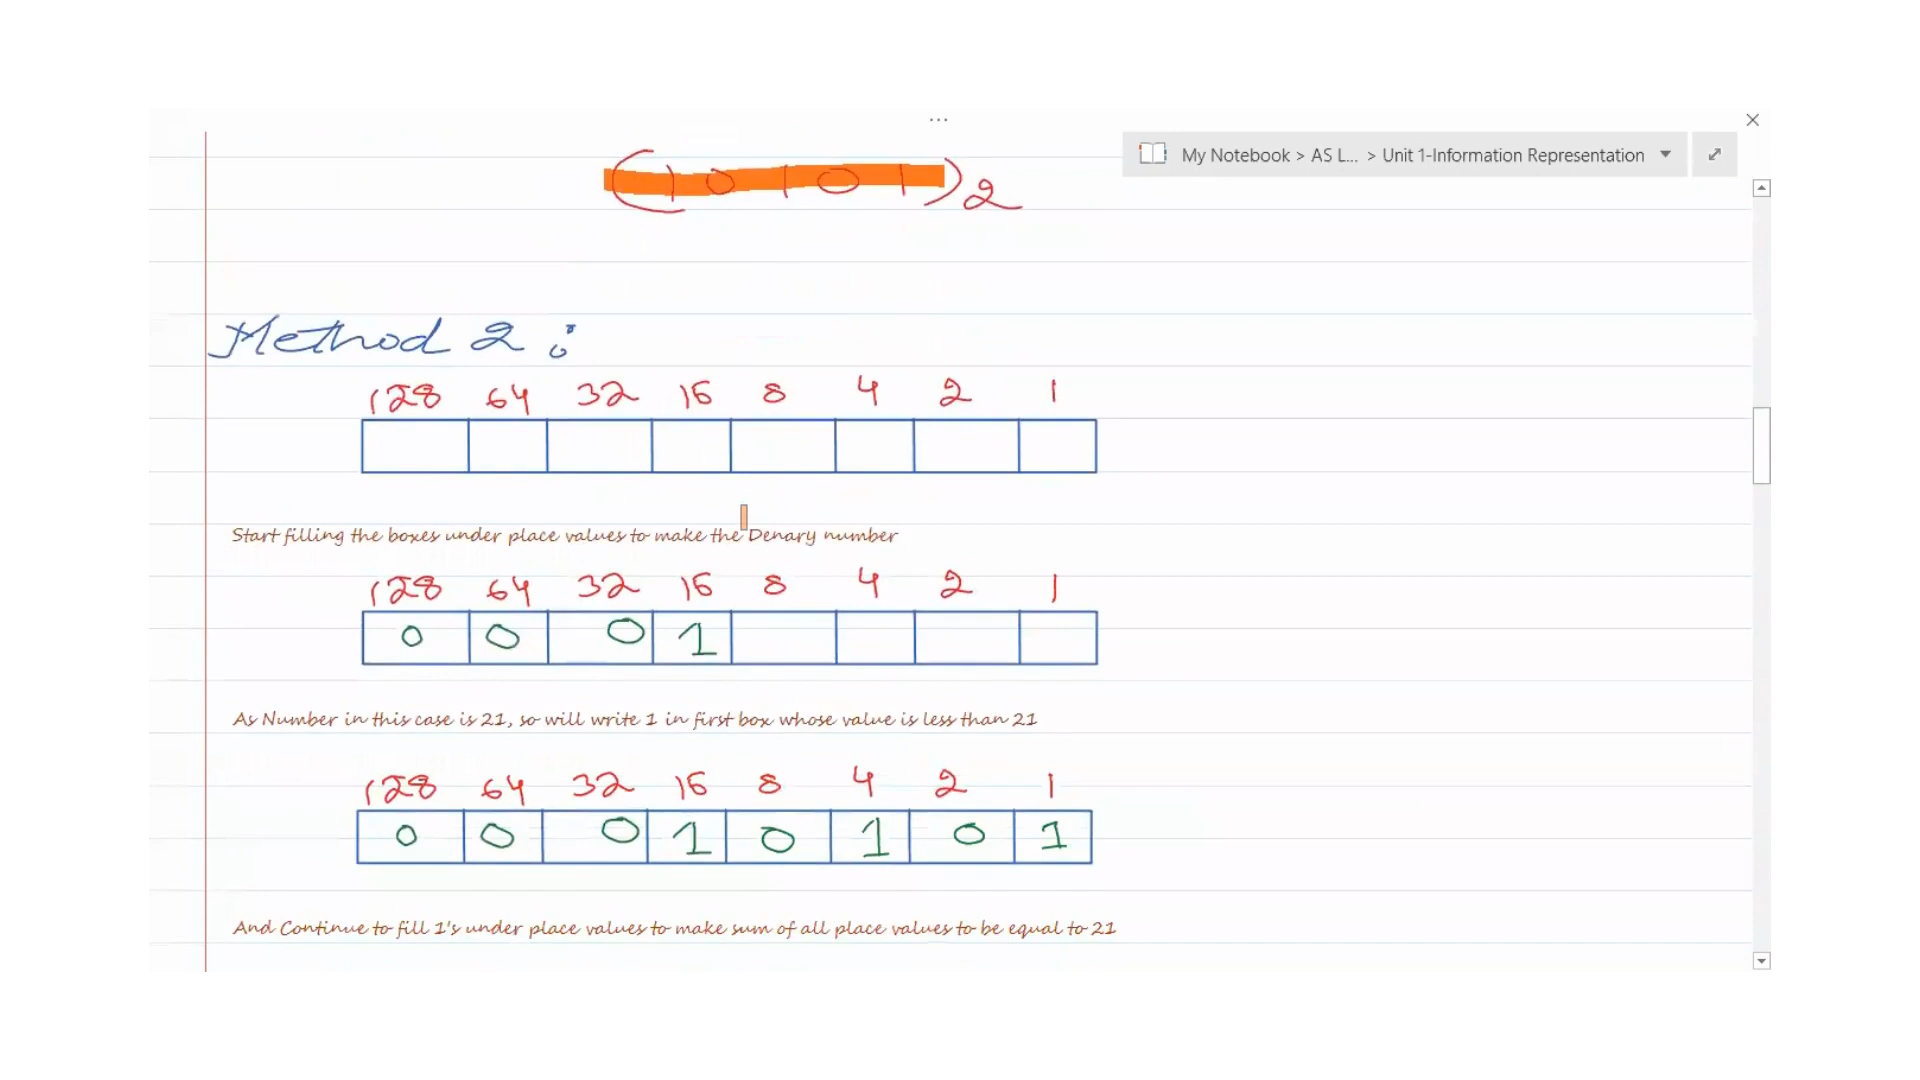 ...
My Notebook > AS L... > Unit 1-Information Representation
(10101)2
Method 2 :
128 64 32 16 8 4 2 1
Start filling the boxes under place values to make the Denary number
128 64 32 16 8 4 2 1
0 0 0 1
As Number in this case is 21, so will write 1 in first box whose value is less than 21
128 64 32 16 8 4 2 1
0 0 0 1 0 1 0 1
And Continue to fill 1's under place values to make sum of all place values to be equal to 21